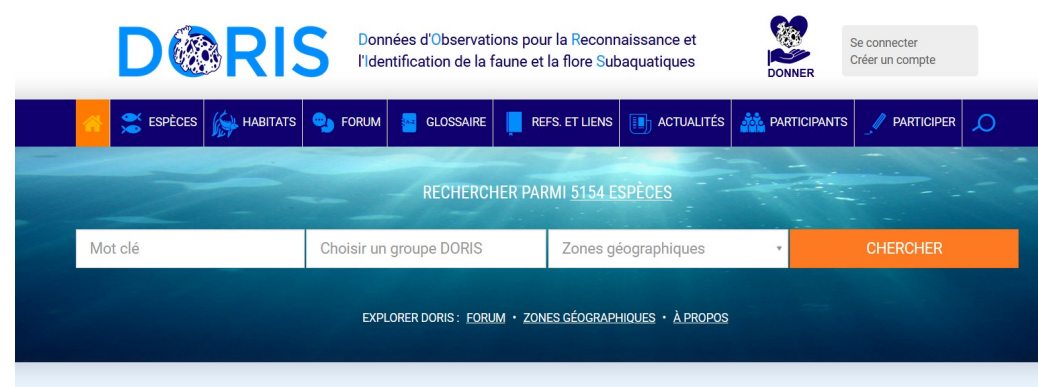 DORIS
Données d'Observations pour la Reconnaissance et
l'Identification de la faune et la flore Subaquatiques
DONNER
Se connecter
Créer un compte
ESPÈCES HABITATS FORUM A-Z GLOSSAIRE REFS. ET LIENS ACTUALITÉS PARTICIPANTS PARTICIPER
RECHERCHER PARMI 5154 ESPÈCES
Mot clé Choisir un groupe DORIS Zones géographiques CHERCHER
EXPLORER DORIS : FORUM • ZONES GÉOGRAPHIQUES • À PROPOS